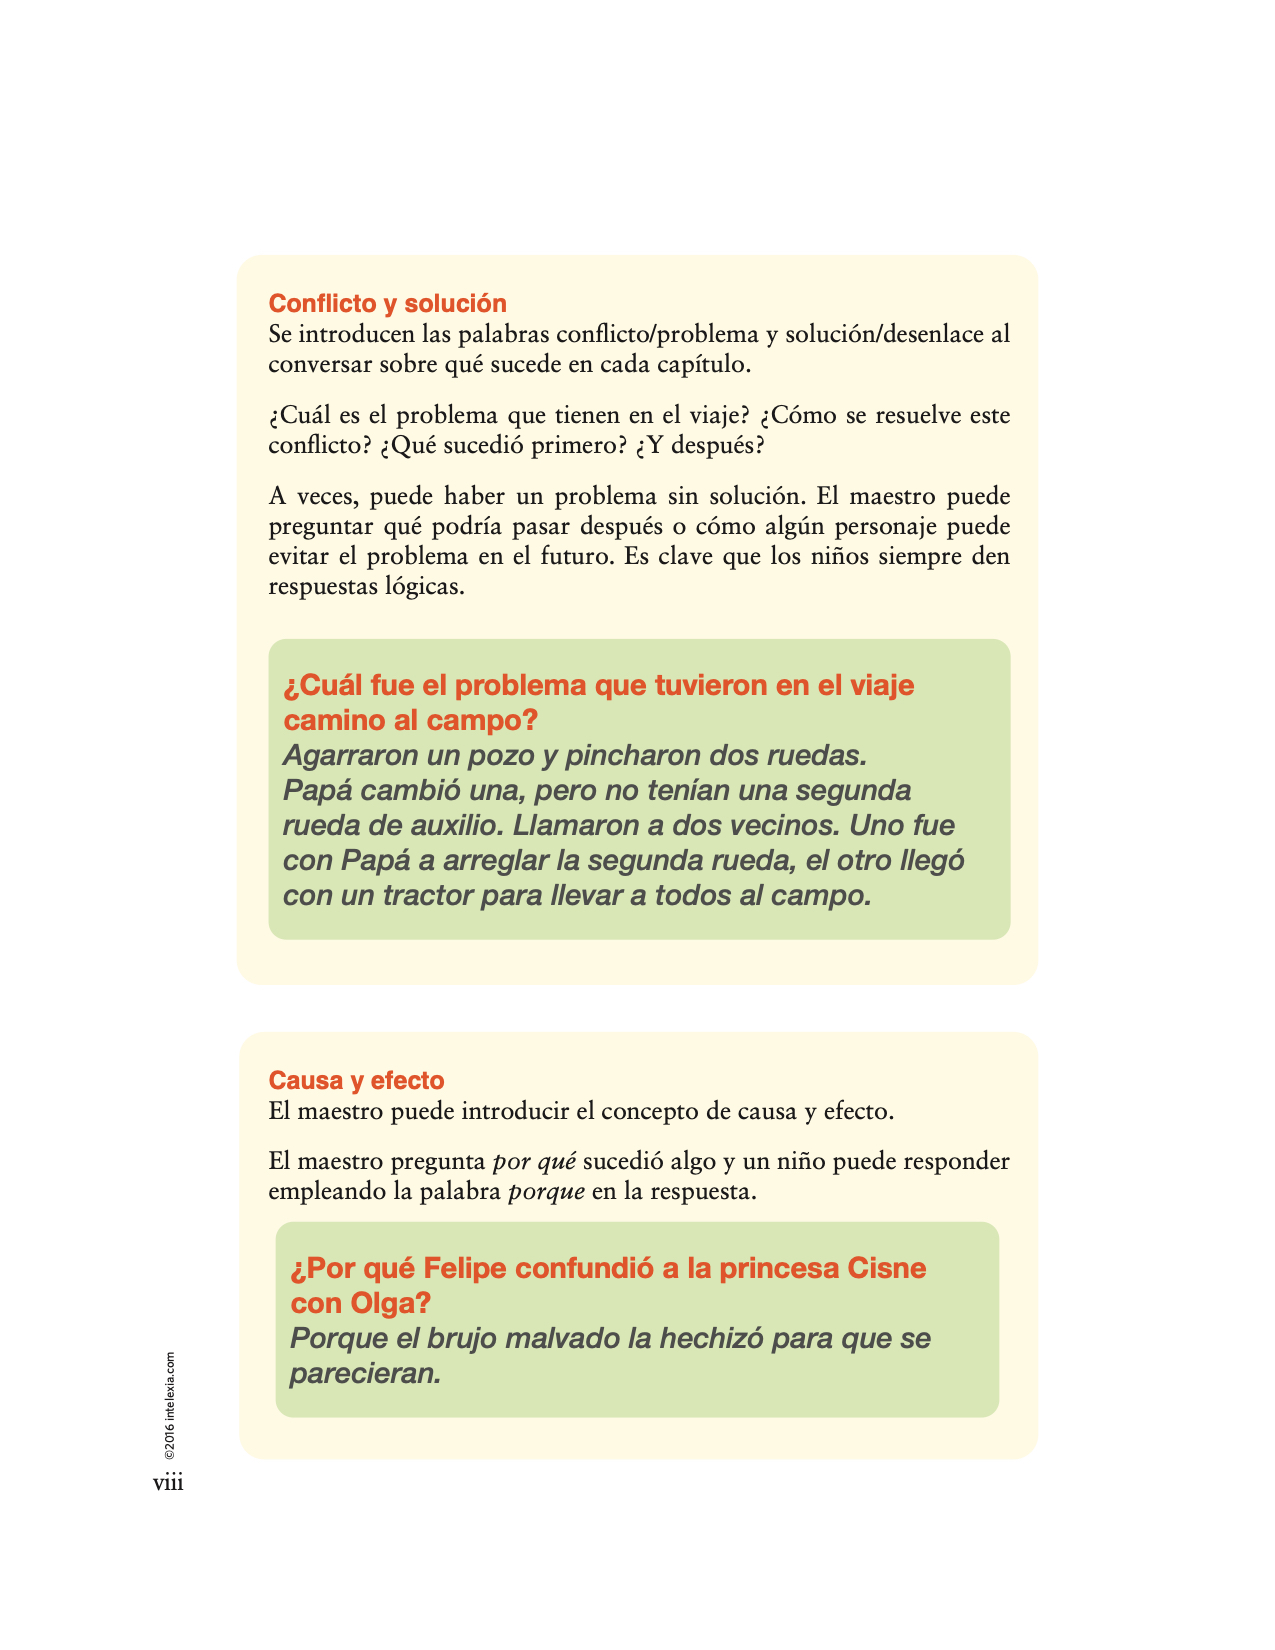 Conflicto y solución
Se introducen las palabras conflicto/problema y solución/desenlace al
conversar sobre qué sucede en cada capítulo.
¿Cuál es el problema que tienen en el viaje? ¿Cómo se resuelve este
conflicto? ¿Qué sucedió primero? ¿Y después?
A veces, puede haber un problema sin solución. El maestro puede
preguntar qué podría pasar después o cómo algún personaje puede
evitar el problema en el futuro. Es clave que los niños siempre den
respuestas lógicas.
¿Cuál fue el problema que tuvieron en el viaje
camino al campo?
Agarraron un pozo y pincharon dos ruedas.
Papá cambió una, pero no tenían una segunda
rueda de auxilio. Llamaron a dos vecinos. Uno fue
con Papá a arreglar la segunda rueda, el otro llegó
con un tractor para llevar a todos al campo.
Causa y efecto
El maestro puede introducir el concepto de causa y efecto.
El maestro pregunta por qué sucedió algo y un niño puede responder
empleando la palabra porque en la respuesta.
¿Por qué Felipe confundió a la princesa Cisne
con Olga?
Porque el brujo malvado la hechizó para que se
parecieran.
©2016 intelexia.com
viii